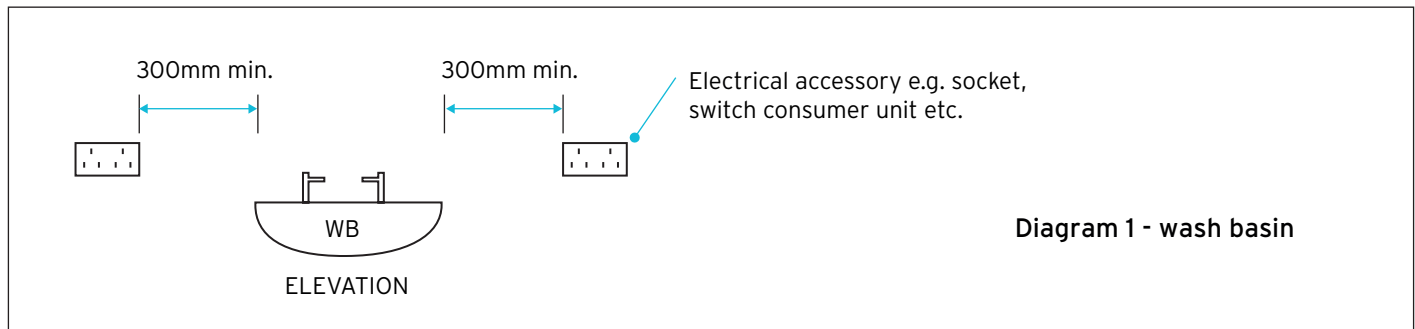 300mm min.
300mm min.
Electrical accessory e.g. socket,
switch consumer unit etc.
WB
Diagram 1 - wash basin
ELEVATION